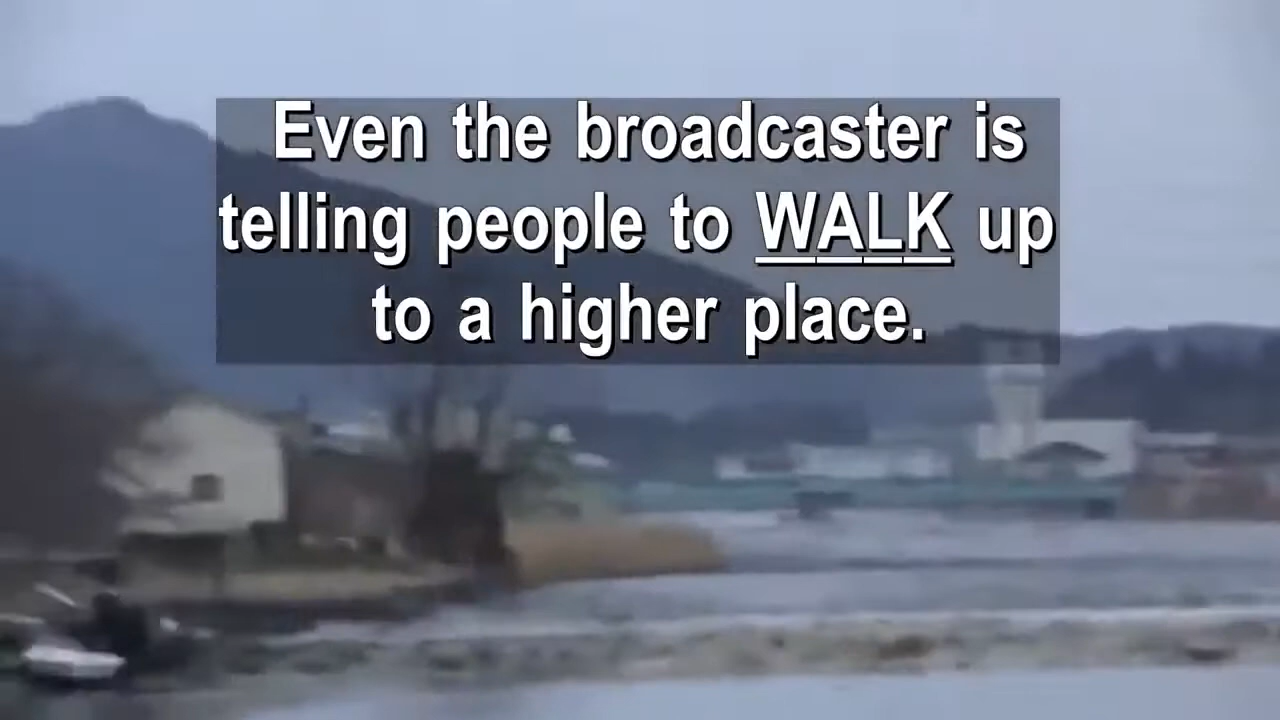 Even the broadcaster is
telling people to WALK up
to a higher place.